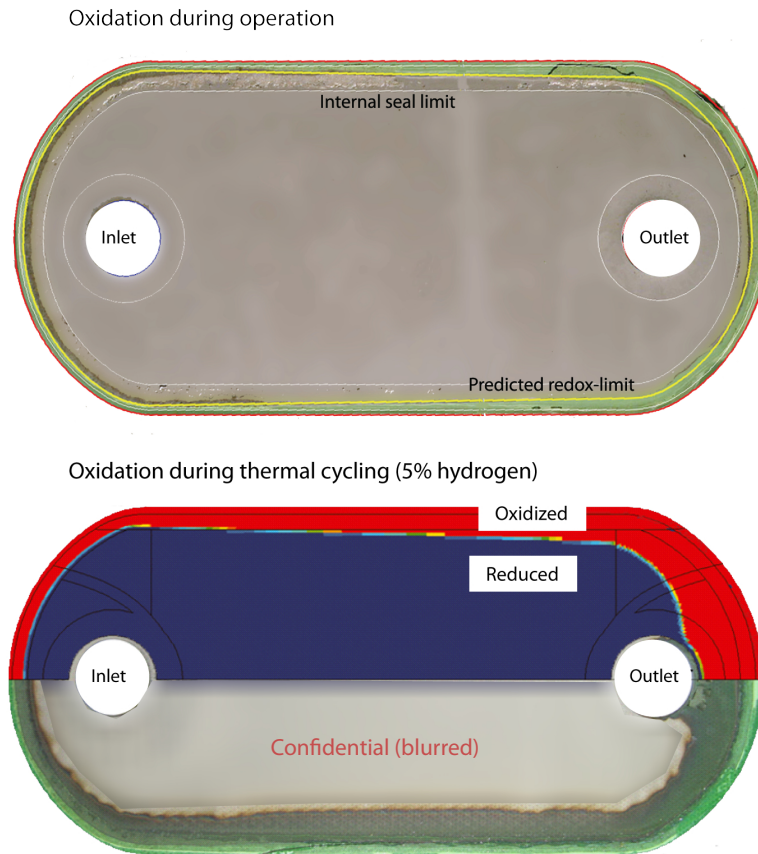 Oxidation during operation
Internal seal limit
Inlet
Outlet
Predicted redox-limit
Oxidation during thermal cycling (5% hydrogen)
Oxidized
Reduced
Inlet
Outlet
Confidential (blurred)